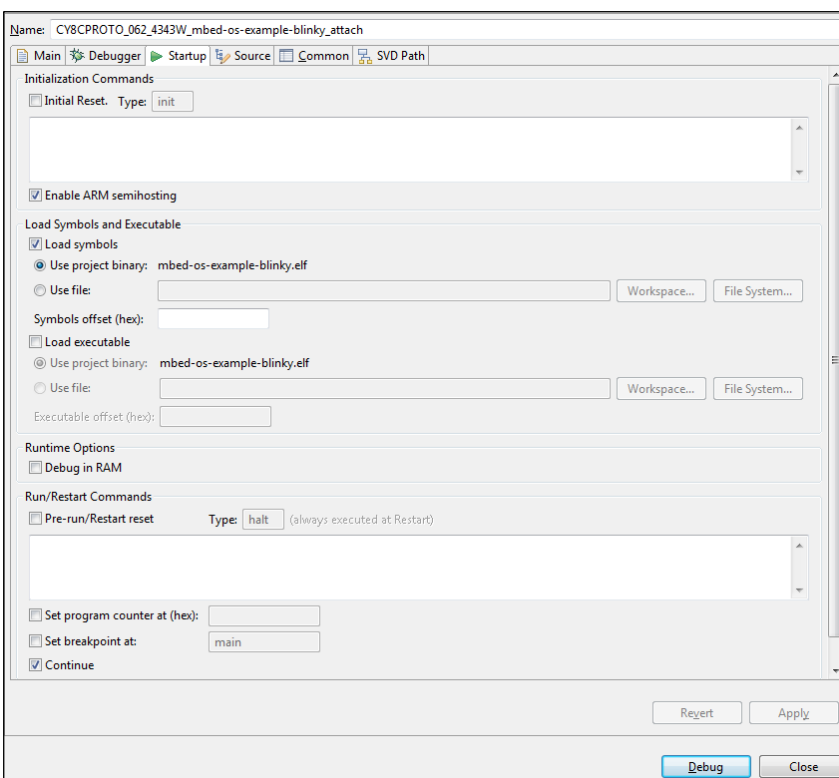 Name: CY8CPROTO_062_4343W_mbed-os-example-blinky_attach
Main Debugger Startup Source Common SVD Path
Initialization Commands
Initial Reset. Type: init
Enable ARM semihosting
Load Symbols and Executable
Load symbols
Use project binary: mbed-os-example-blinky.elf
Use file: Workspace... File System...
Symbols offset (hex):
Load executable
Use project binary: mbed-os-example-blinky.elf
Use file: Workspace... File System...
Executable offset (hex):
Runtime Options
Debug in RAM
Run/Restart Commands
Pre-run/Restart reset Type: halt (always executed at Restart)
Set program counter at (hex):
Set breakpoint at: main
Continue
Revert Apply
Debug Close